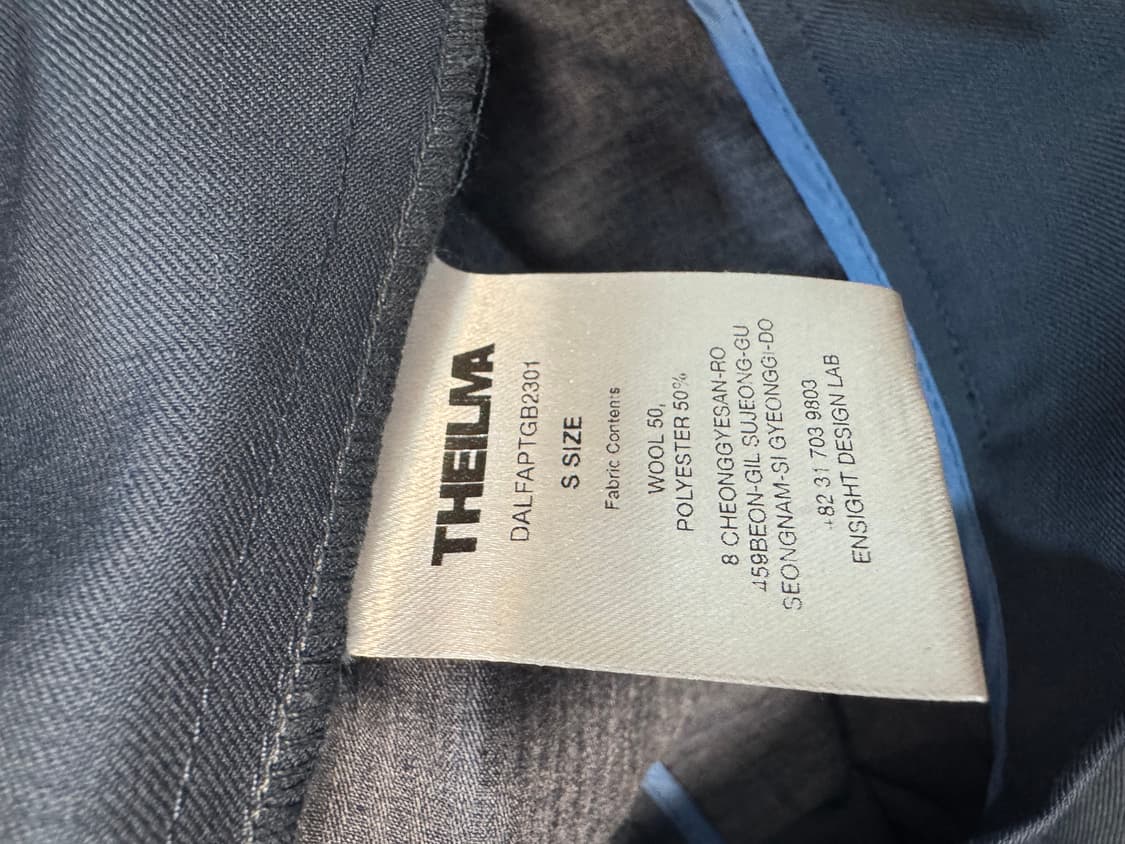 THEILMA
DALFAPTGB2301
S SIZE
Fabric Contents
WOOL 50,
POLYESTER 50%
8 CHEONGGYESAN-RO
459BEON-GIL SUJEONG-GU
SEONGNAM-SI GYEONGGI-DO
+82 31 703 9803
ENSIGHT DESIGN LAB